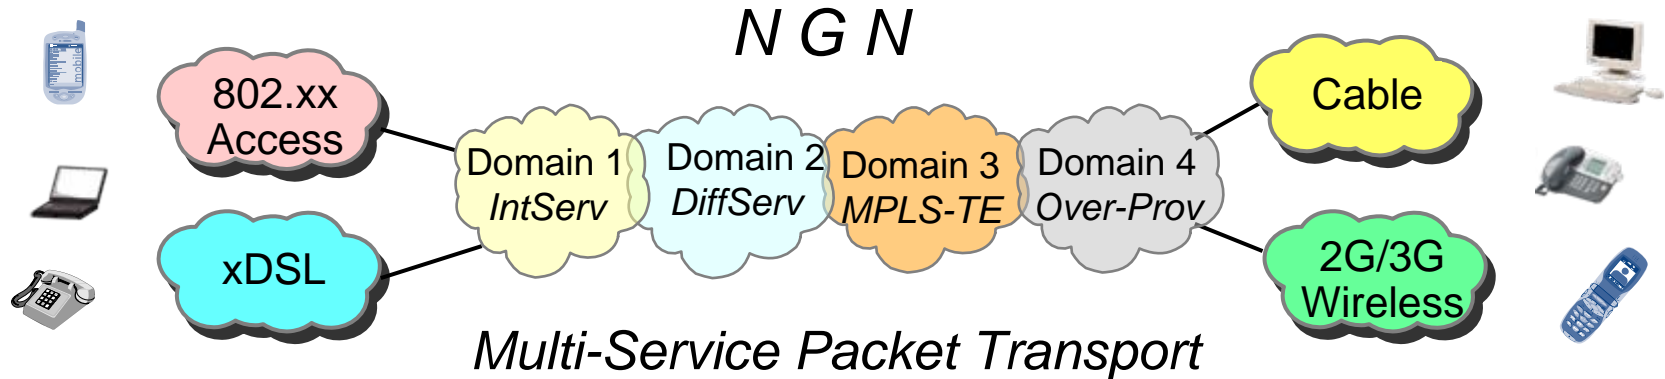 N G N
802.xx
Access
Cable
Domain 1
IntServ
Domain 2
DiffServ
Domain 3
MPLS-TE
Domain 4
Over-Prov
xDSL
2G/3G
Wireless
Multi-Service Packet Transport
mobile